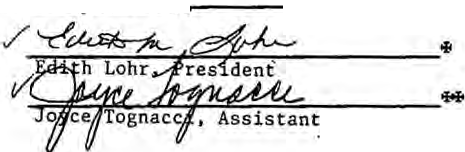 ✓ Edith M. Lohr *
Edith Lohr, President
✓ Joyce Tognacci **
Joyce Tognacci, Assistant